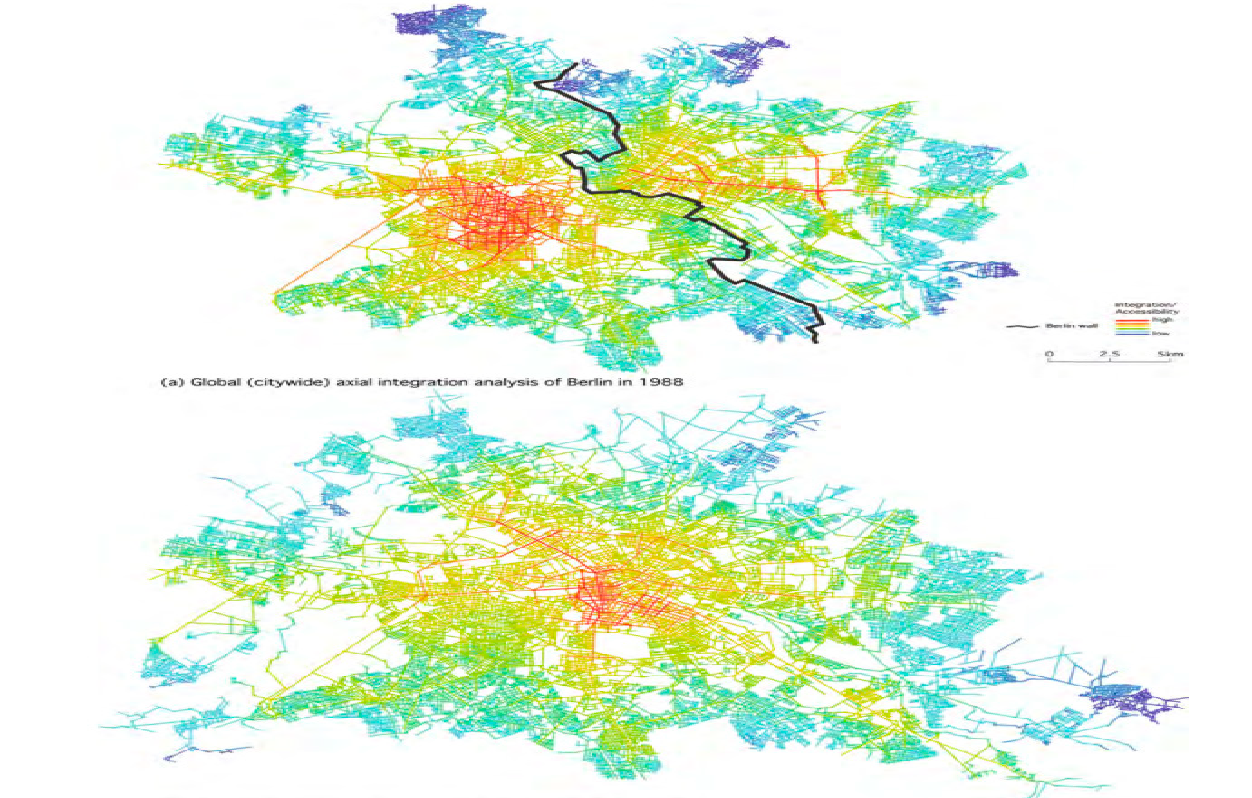 Integration/
Accessibility
high
low
Berlin wall
0 2.5 5km
(a) Global (citywide) axial integration analysis of Berlin in 1988